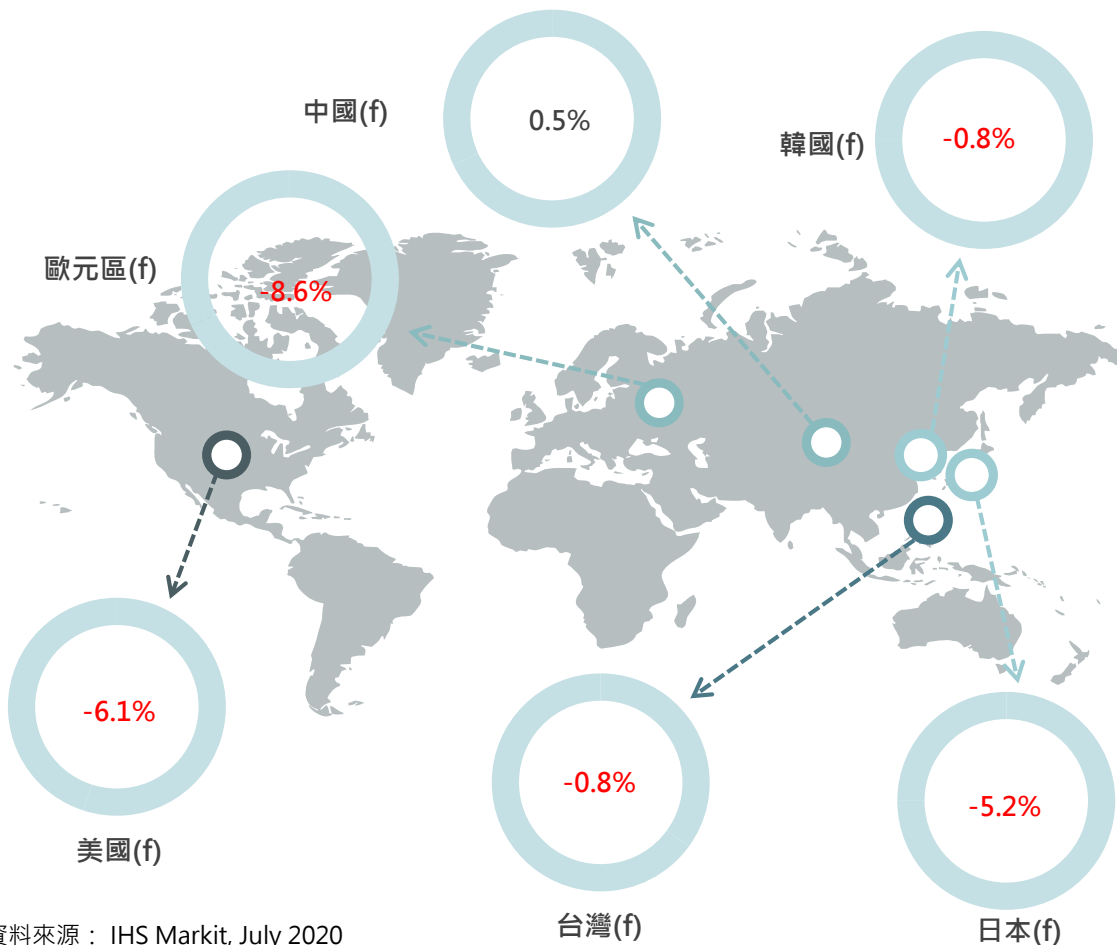 中國(f)
0.5%
韓國(f)
-0.8%
歐元區(f)
-8.6%
-6.1%
美國(f)
-0.8%
台灣(f)
-5.2%
日本(f)
資料來源： IHS Markit, July 2020